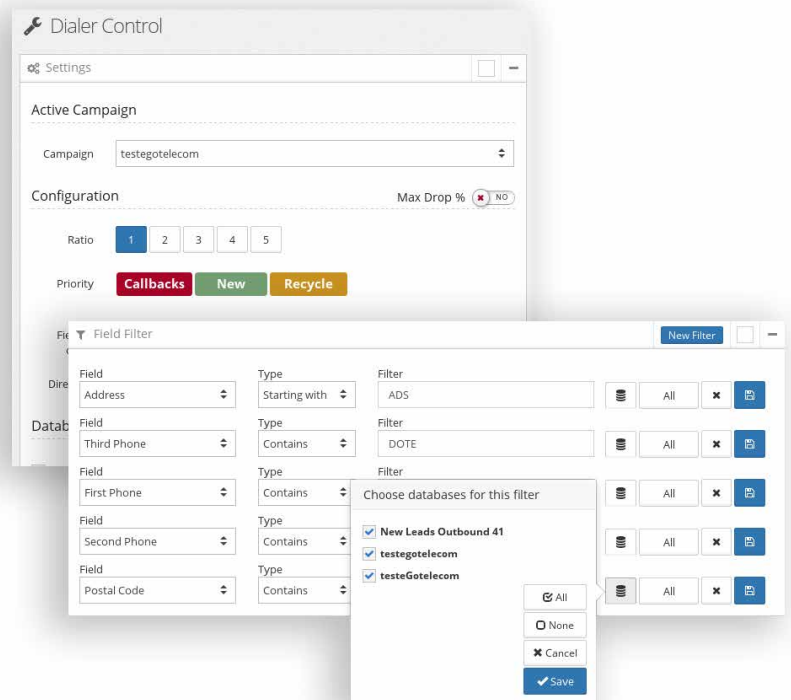 Dialer Control
Settings
Active Campaign
Campaign testegotelecom
Configuration Max Drop % NO
Ratio 1 2 3 4 5
Priority Callbacks New Recycle
Field Filter New Filter
Field Type Filter
Address Starting with ADS All
Field Type Filter
Third Phone Contains DOTE All
Field Type Filter
First Phone Contains All
Field Type
Second Phone Contains All
Field Type
Postal Code Contains All
Choose databases for this filter
New Leads Outbound 41
testegotelecom
testeGotelecom
All
None
Cancel
Save